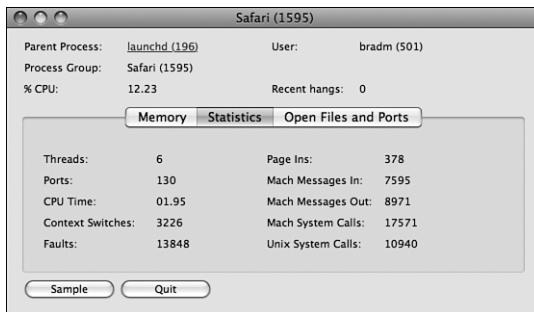 Safari (1595)
Parent Process: launchd (196) User: bradm (501)
Process Group: Safari (1595)
% CPU: 12.23 Recent hangs: 0
Memory Statistics Open Files and Ports
Threads: 6 Page Ins: 378
Ports: 130 Mach Messages In: 7595
CPU Time: 01.95 Mach Messages Out: 8971
Context Switches: 3226 Mach System Calls: 17571
Faults: 13848 Unix System Calls: 10940
Sample Quit